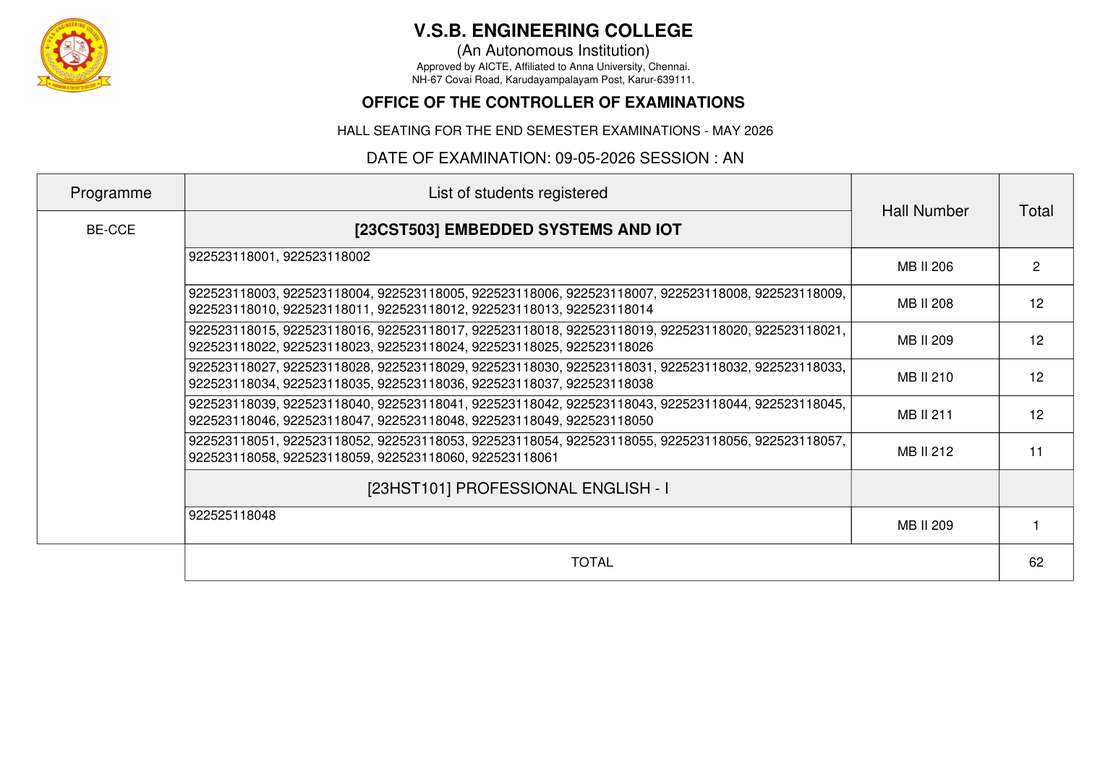 V.S.B. ENGINEERING COLLEGE
(An Autonomous Institution)
Approved by AICTE, Affiliated to Anna University, Chennai.
NH-67 Covai Road, Karudayampalayam Post, Karur-639111.
OFFICE OF THE CONTROLLER OF EXAMINATIONS
HALL SEATING FOR THE END SEMESTER EXAMINATIONS - MAY 2026
DATE OF EXAMINATION: 09-05-2026 SESSION : AN
Programme
List of students registered
Hall Number
Total
BE-CCE
[23CST503] EMBEDDED SYSTEMS AND IOT
922523118001, 922523118002
MB II 206
2
922523118003, 922523118004, 922523118005, 922523118006, 922523118007, 922523118008, 922523118009,
922523118010, 922523118011, 922523118012, 922523118013, 922523118014
MB II 208
12
922523118015, 922523118016, 922523118017, 922523118018, 922523118019, 922523118020, 922523118021,
922523118022, 922523118023, 922523118024, 922523118025, 922523118026
MB II 209
12
922523118027, 922523118028, 922523118029, 922523118030, 922523118031, 922523118032, 922523118033,
922523118034, 922523118035, 922523118036, 922523118037, 922523118038
MB II 210
12
922523118039, 922523118040, 922523118041, 922523118042, 922523118043, 922523118044, 922523118045,
922523118046, 922523118047, 922523118048, 922523118049, 922523118050
MB II 211
12
922523118051, 922523118052, 922523118053, 922523118054, 922523118055, 922523118056, 922523118057,
922523118058, 922523118059, 922523118060, 922523118061
MB II 212
11
[23HST101] PROFESSIONAL ENGLISH - I
922525118048
MB II 209
1
TOTAL
62